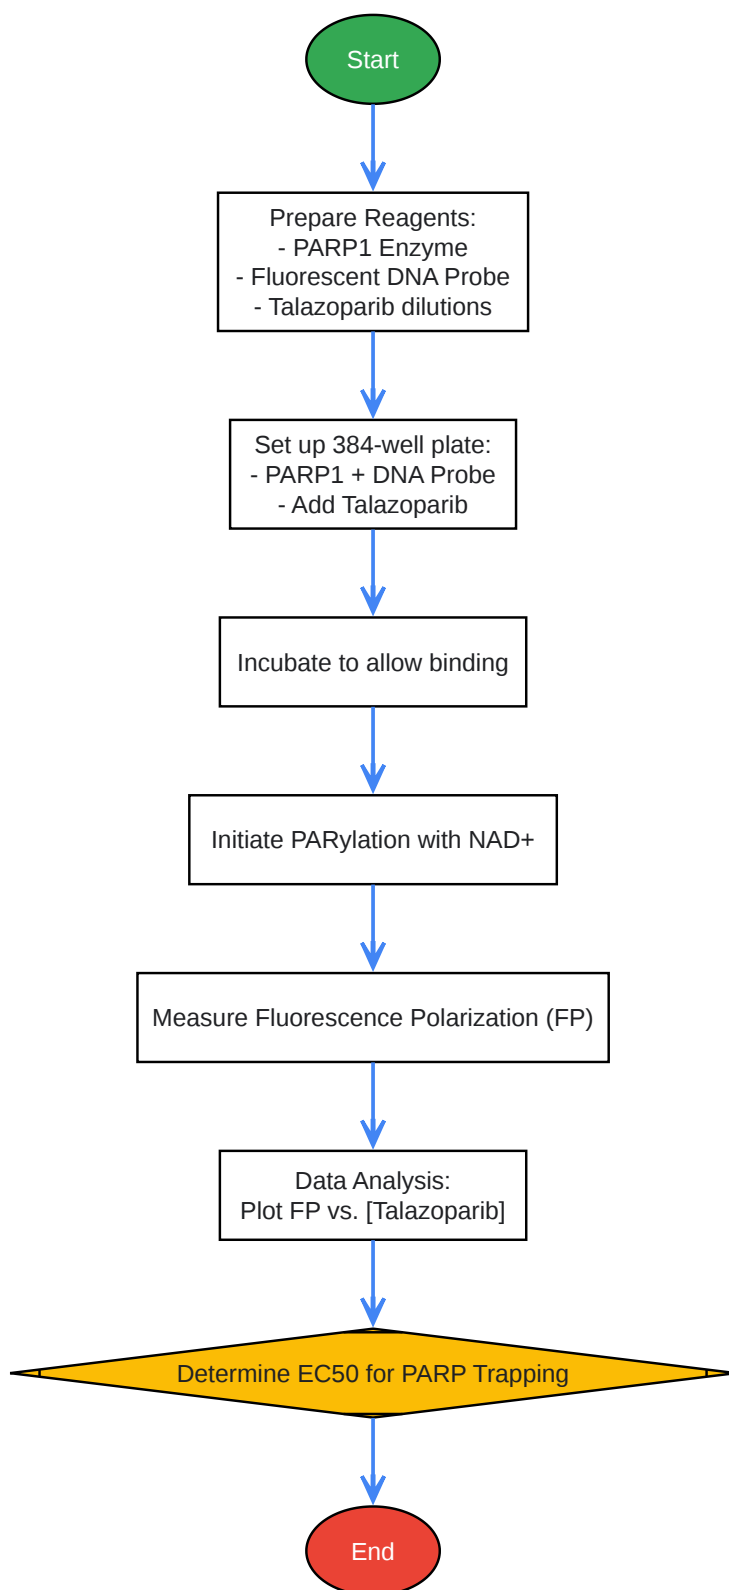 Start
Prepare Reagents:
- PARP1 Enzyme
- Fluorescent DNA Probe
- Talazoparib dilutions
Set up 384-well plate:
- PARP1 + DNA Probe
- Add Talazoparib
Incubate to allow binding
Initiate PARylation with NAD+
Measure Fluorescence Polarization (FP)
Data Analysis:
Plot FP vs. [Talazoparib]
Determine EC50 for PARP Trapping
End